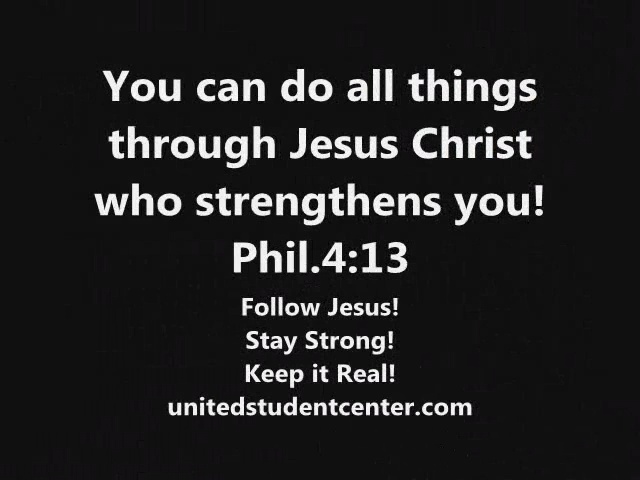 You can do all things
through Jesus Christ
who strengthens you!
Phil.4:13
Follow Jesus!
Stay Strong!
Keep it Real!
unitedstudentcenter.com